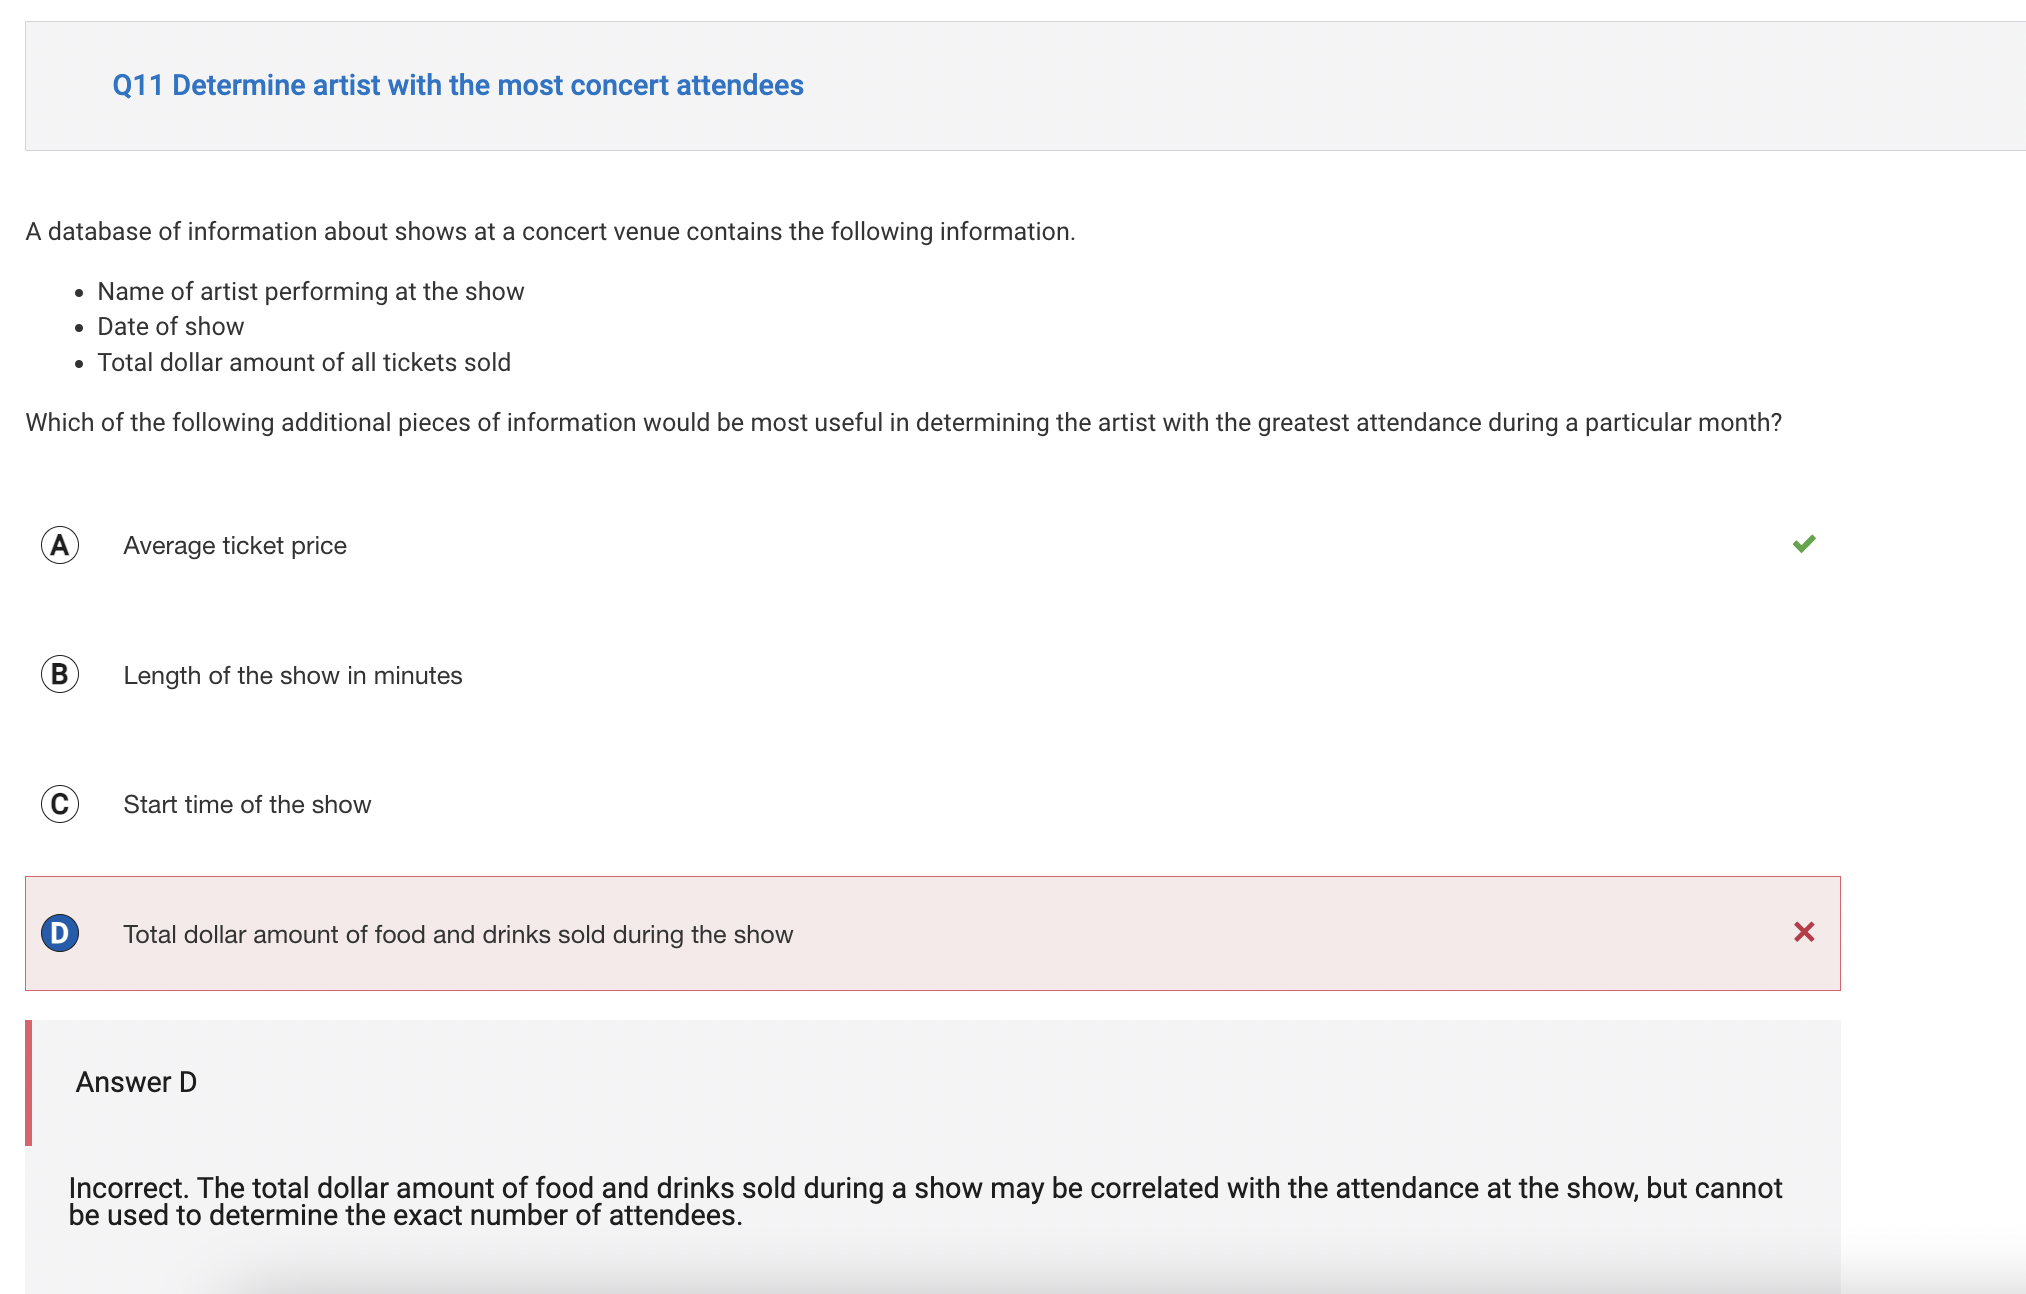 Q11 Determine artist with the most concert attendees
A database of information about shows at a concert venue contains the following information.
• Name of artist performing at the show
• Date of show
• Total dollar amount of all tickets sold
Which of the following additional pieces of information would be most useful in determining the artist with the greatest attendance during a particular month?
A Average ticket price
B Length of the show in minutes
C Start time of the show
D Total dollar amount of food and drinks sold during the show
Answer D
Incorrect. The total dollar amount of food and drinks sold during a show may be correlated with the attendance at the show, but cannot
be used to determine the exact number of attendees.